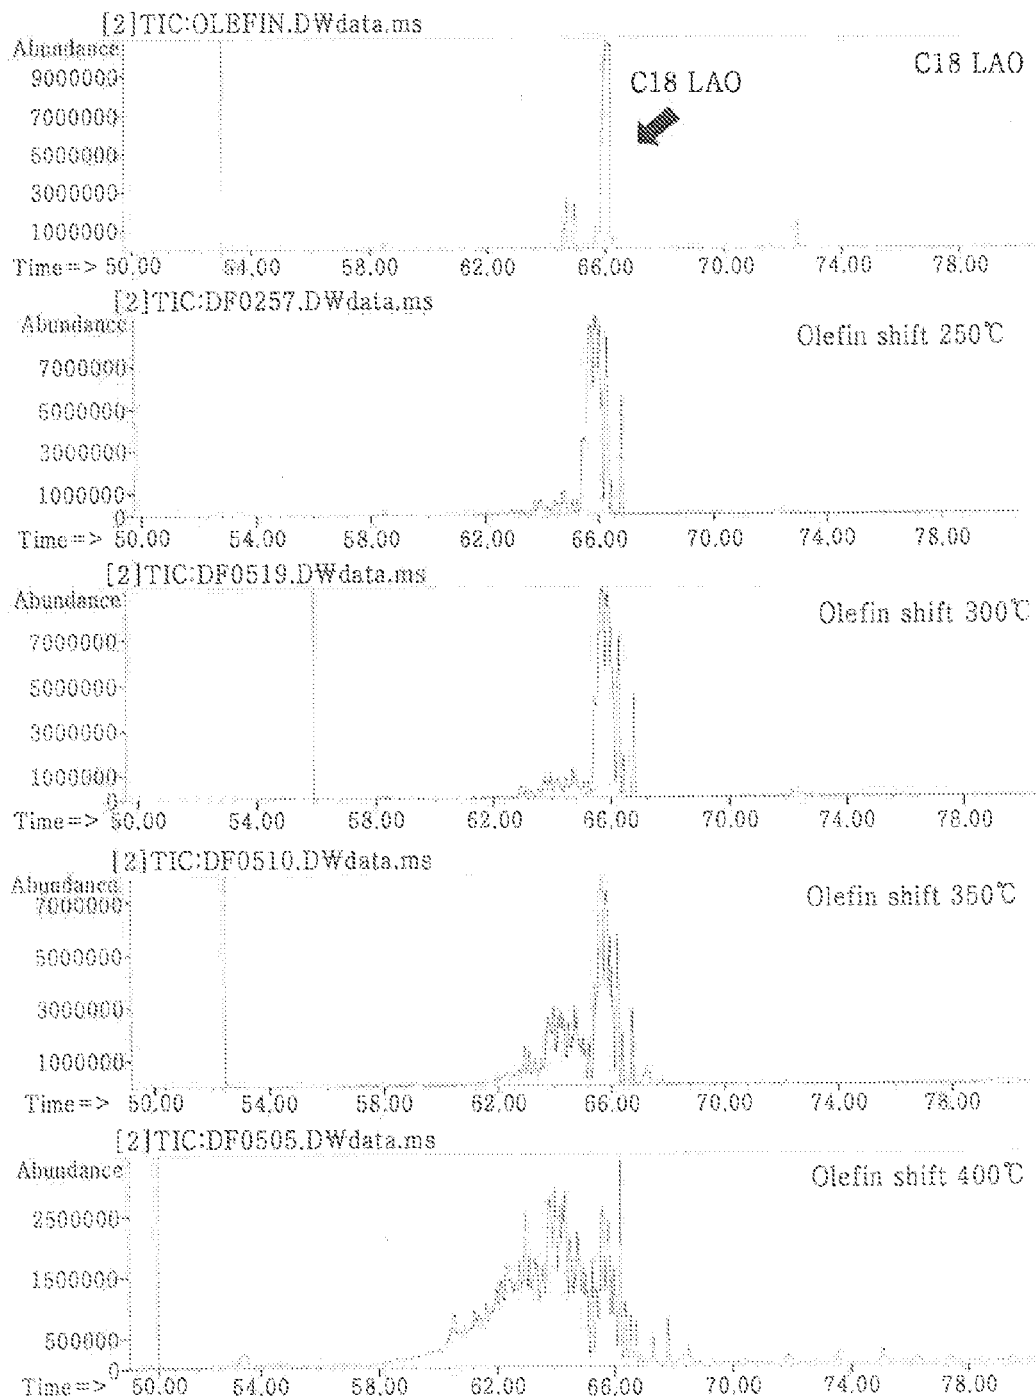 [2]TIC:OLEFIN.DWdata.ms
Abundance
C18 LAO
C18 LAO
9000000
7000000
5000000
3000000
1000000
Time=> 50.00 54.00 58.00 62.00 66.00 70.00 74.00 78.00
[2]TIC:DF0257.DWdata.ms
Abundance
Olefin shift 250℃
7000000
5000000
3000000
1000000
0
Time=> 50.00 54.00 58.00 62.00 66.00 70.00 74.00 78.00
[2]TIC:DF0519.DWdata.ms
Abundance
Olefin shift 300℃
7000000
5000000
3000000
1000000
0
Time=> 50.00 54.00 58.00 62.00 66.00 70.00 74.00 78.00
[2]TIC:DF0510.DWdata.ms
Abundance
Olefin shift 350℃
7000000
5000000
3000000
1000000
Time=> 50.00 54.00 58.00 62.00 66.00 70.00 74.00 78.00
[2]TIC:DF0505.DWdata.ms
Abundance
Olefin shift 400℃
2500000
1500000
500000
0
Time=> 50.00 54.00 58.00 62.00 66.00 70.00 74.00 78.00